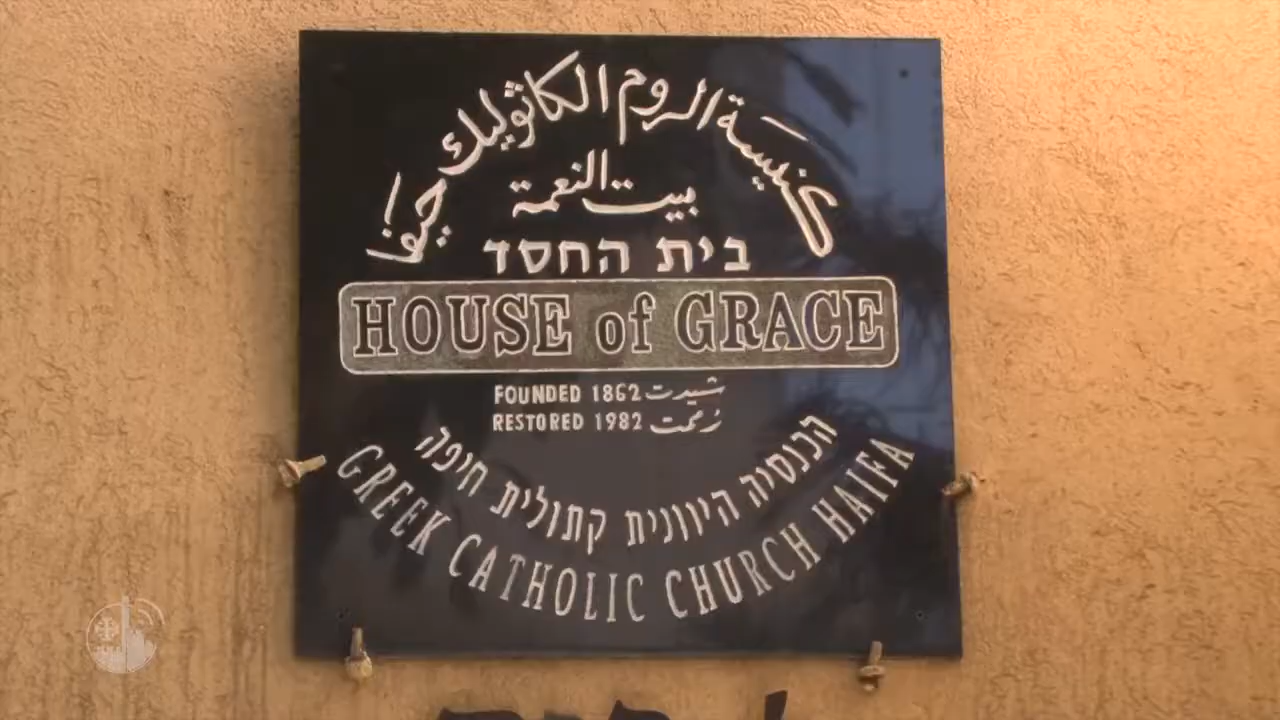 كنيسة الروم الكاثوليك حيفا
بيت النعمة
בית החסד
HOUSE of GRACE
FOUNDED 1862 شيدت
RESTORED 1982 رممت
הכנסיה היוונית קתולית חיפה
GREEK CATHOLIC CHURCH HAIFA